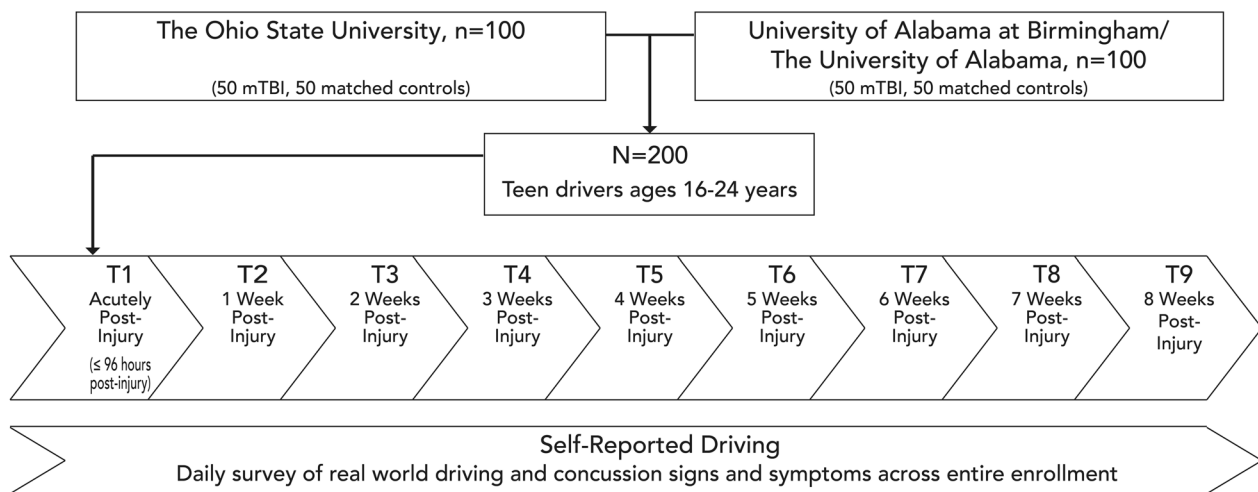 The Ohio State University, n=100
(50 mTBI, 50 matched controls)
University of Alabama at Birmingham/
The University of Alabama, n=100
(50 mTBI, 50 matched controls)
N=200
Teen drivers ages 16-24 years
T1
Acutely
Post-
Injury
(≤ 96 hours
post-injury)
T2
1 Week
Post-
Injury
T3
2 Weeks
Post-
Injury
T4
3 Weeks
Post-
Injury
T5
4 Weeks
Post-
Injury
T6
5 Weeks
Post-
Injury
T7
6 Weeks
Post-
Injury
T8
7 Weeks
Post-
Injury
T9
8 Weeks
Post-
Injury
Self-Reported Driving
Daily survey of real world driving and concussion signs and symptoms across entire enrollment